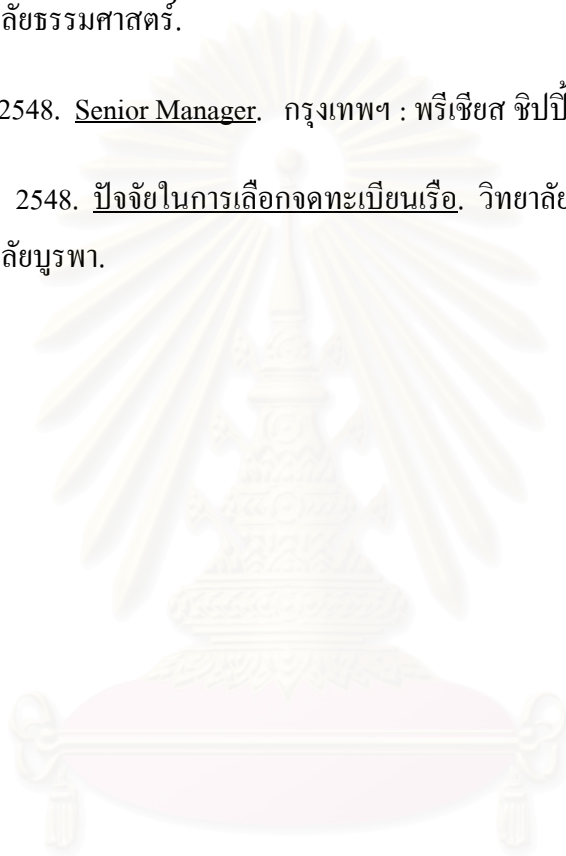 ลัยธรรมศาสตร์.
2548. Senior Manager. กรุงเทพฯ : พรีเชียส ชิปปิ้
2548. ปัจจัยในการเลือกจดทะเบียนเรือ. วิทยาลัย
ลัยบูรพา.